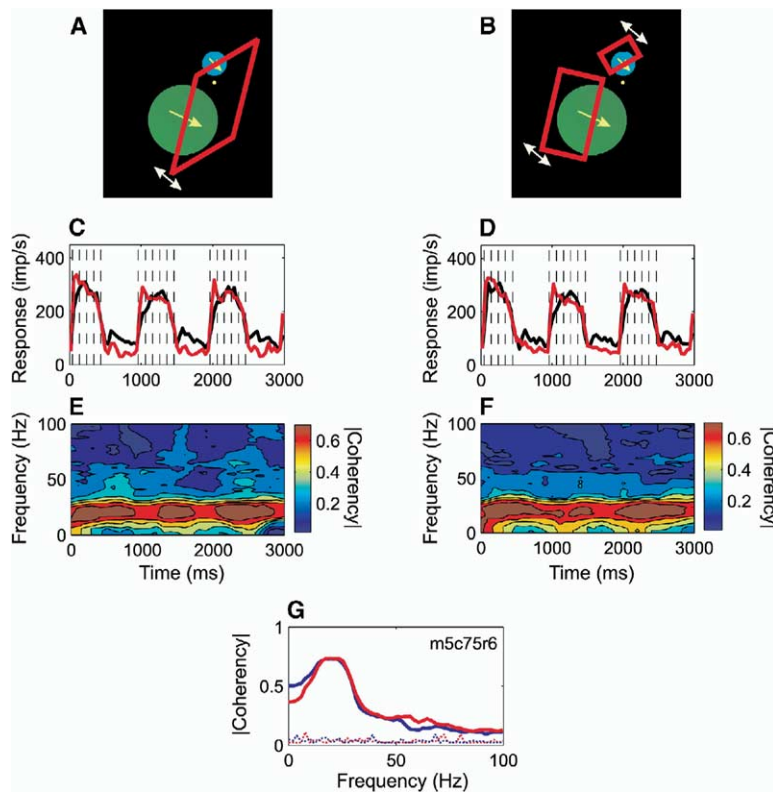 A
B
C
D
Response (imp/s)
400
200
0
0
1000
2000
3000
Response (imp/s)
400
200
0
0
1000
2000
3000
E
F
Frequency (Hz)
100
50
0
0
1000
2000
3000
Time (ms)
0.6
0.4
0.2
|Coherency|
Frequency (Hz)
100
50
0
0
1000
2000
3000
Time (ms)
0.6
0.4
0.2
|Coherency|
G
m5c75r6
|Coherency|
1
0.5
0
0
50
100
Frequency (Hz)